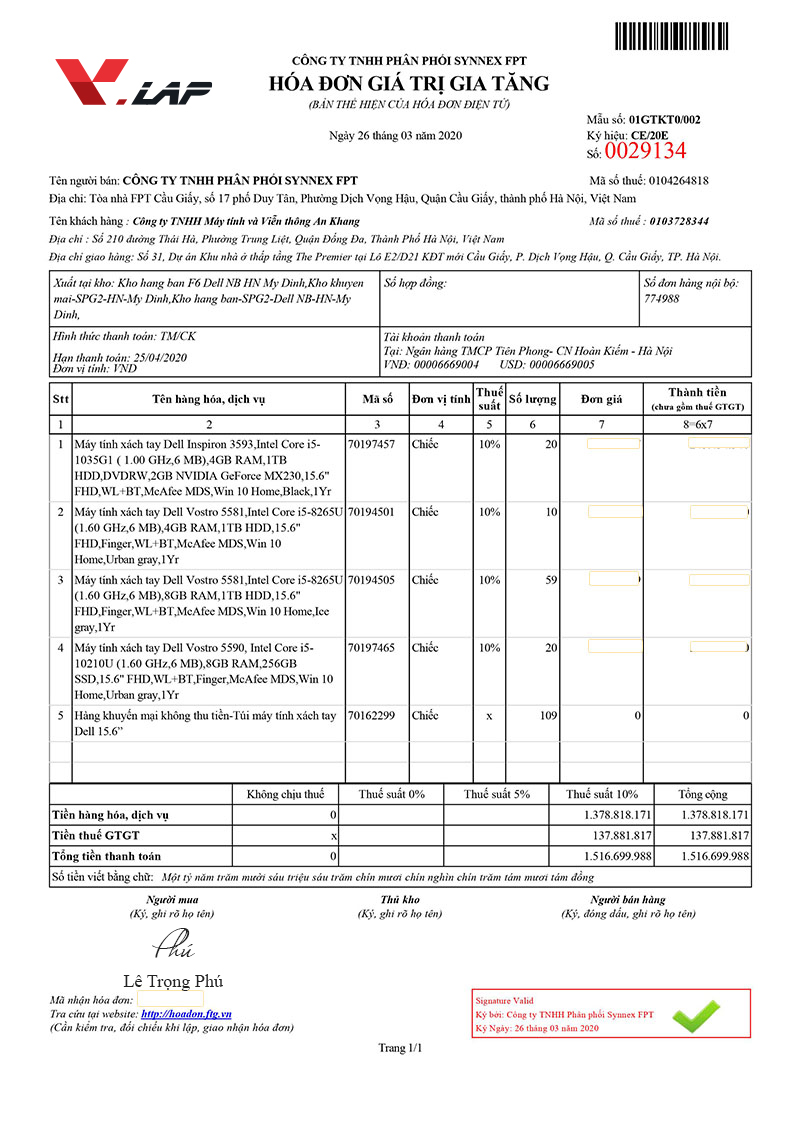 Y.LAP
CÔNG TY TNHH PHÂN PHỐI SYNNEX FPT
HÓA ĐƠN GIÁ TRỊ GIA TĂNG
(BẢN THỂ HIỆN CỦA HÓA ĐƠN ĐIỆN TỬ)
Ngày 26 tháng 03 năm 2020
Mẫu số: 01GTKT0/002
Ký hiệu: CE/20E
Số: 0029134
Tên người bán: CÔNG TY TNHH PHÂN PHỐI SYNNEX FPT Mã số thuế: 0104264818
Địa chỉ: Tòa nhà FPT Cầu Giấy, số 17 phố Duy Tân, Phường Dịch Vọng Hậu, Quận Cầu Giấy, thành phố Hà Nội, Việt Nam
Tên khách hàng : Công ty TNHH Máy tính và Viễn thông An Khang Mã số thuế : 0103728344
Địa chỉ : Số 210 đường Thái Hà, Phường Trung Liệt, Quận Đống Đa, Thành Phố Hà Nội, Việt Nam
Địa chỉ giao hàng: Số 31, Dự án Khu nhà ở thấp tầng The Premier tại Lô E2/D21 KĐT mới Cầu Giấy, P. Dịch Vọng Hậu, Q. Cầu Giấy, TP. Hà Nội.
Xuất tại kho: Kho hang ban F6 Dell NB HN My Dinh,Kho khuyen Số hợp đồng: Số đơn hàng nội bộ:
mai-SPG2-HN-My Dinh,Kho hang ban-SPG2-Dell NB-HN-My 774988
Dinh,
Hình thức thanh toán: TM/CK Tài khoản thanh toán
Tại: Ngân hàng TMCP Tiên Phong- CN Hoàn Kiếm - Hà Nội
Hạn thanh toán: 25/04/2020 VNĐ: 00006669004 USD: 00006669005
Đơn vị tính: VND
Stt Tên hàng hóa, dịch vụ Mã số Đơn vị tính Thuế suất Số lượng Đơn giá Thành tiền
(chưa gồm thuế GTGT)
1 2 3 4 5 6 7 8=6x7
1 Máy tính xách tay Dell Inspiron 3593,Intel Core i5- 70197457 Chiếc 10% 20
1035G1 ( 1.00 GHz,6 MB),4GB RAM,1TB
HDD,DVDRW,2GB NVIDIA GeForce MX230,15.6"
FHD,WL+BT,McAfee MDS,Win 10 Home,Black,1Yr
2 Máy tính xách tay Dell Vostro 5581,Intel Core i5-8265U 70194501 Chiếc 10% 10
(1.60 GHz,6 MB),4GB RAM,1TB HDD,15.6"
FHD,Finger,WL+BT,McAfee MDS,Win 10
Home,Urban gray,1Yr
3 Máy tính xách tay Dell Vostro 5581,Intel Core i5-8265U 70194505 Chiếc 10% 59
(1.60 GHz,6 MB),8GB RAM,1TB HDD,15.6"
FHD,Finger,WL+BT,McAfee MDS,Win 10 Home,Ice
gray,1Yr
4 Máy tính xách tay Dell Vostro 5590, Intel Core i5- 70197465 Chiếc 10% 20
10210U (1.60 GHz,6 MB),8GB RAM,256GB
SSD,15.6" FHD,WL+BT,Finger,McAfee MDS,Win 10
Home,Urban gray,1Yr
5 Hàng khuyến mại không thu tiền-Túi máy tính xách tay 70162299 Chiếc x 109 0 0
Dell 15.6”
Không chịu thuế Thuế suất 0% Thuế suất 5% Thuế suất 10% Tổng cộng
Tiền hàng hóa, dịch vụ 0 1.378.818.171 1.378.818.171
Tiền thuế GTGT x 137.881.817 137.881.817
Tổng tiền thanh toán 0 1.516.699.988 1.516.699.988
Số tiền viết bằng chữ: Một tỷ năm trăm mười sáu triệu sáu trăm chín mươi chín nghìn chín trăm tám mươi tám đồng
Người mua Thủ kho Người bán hàng
(Ký, ghi rõ họ tên) (Ký, ghi rõ họ tên) (Ký, đóng dấu, ghi rõ họ tên)
Phú
Lê Trọng Phú
Mã nhận hóa đơn:
Tra cứu tại website: http://hoadon.ftg.vn
(Cần kiểm tra, đối chiếu khi lập, giao nhận hóa đơn)
Signature Valid
Ký bởi: Công ty TNHH Phân phối Synnex FPT
Ký Ngày: 26 tháng 03 năm 2020
Trang 1/1